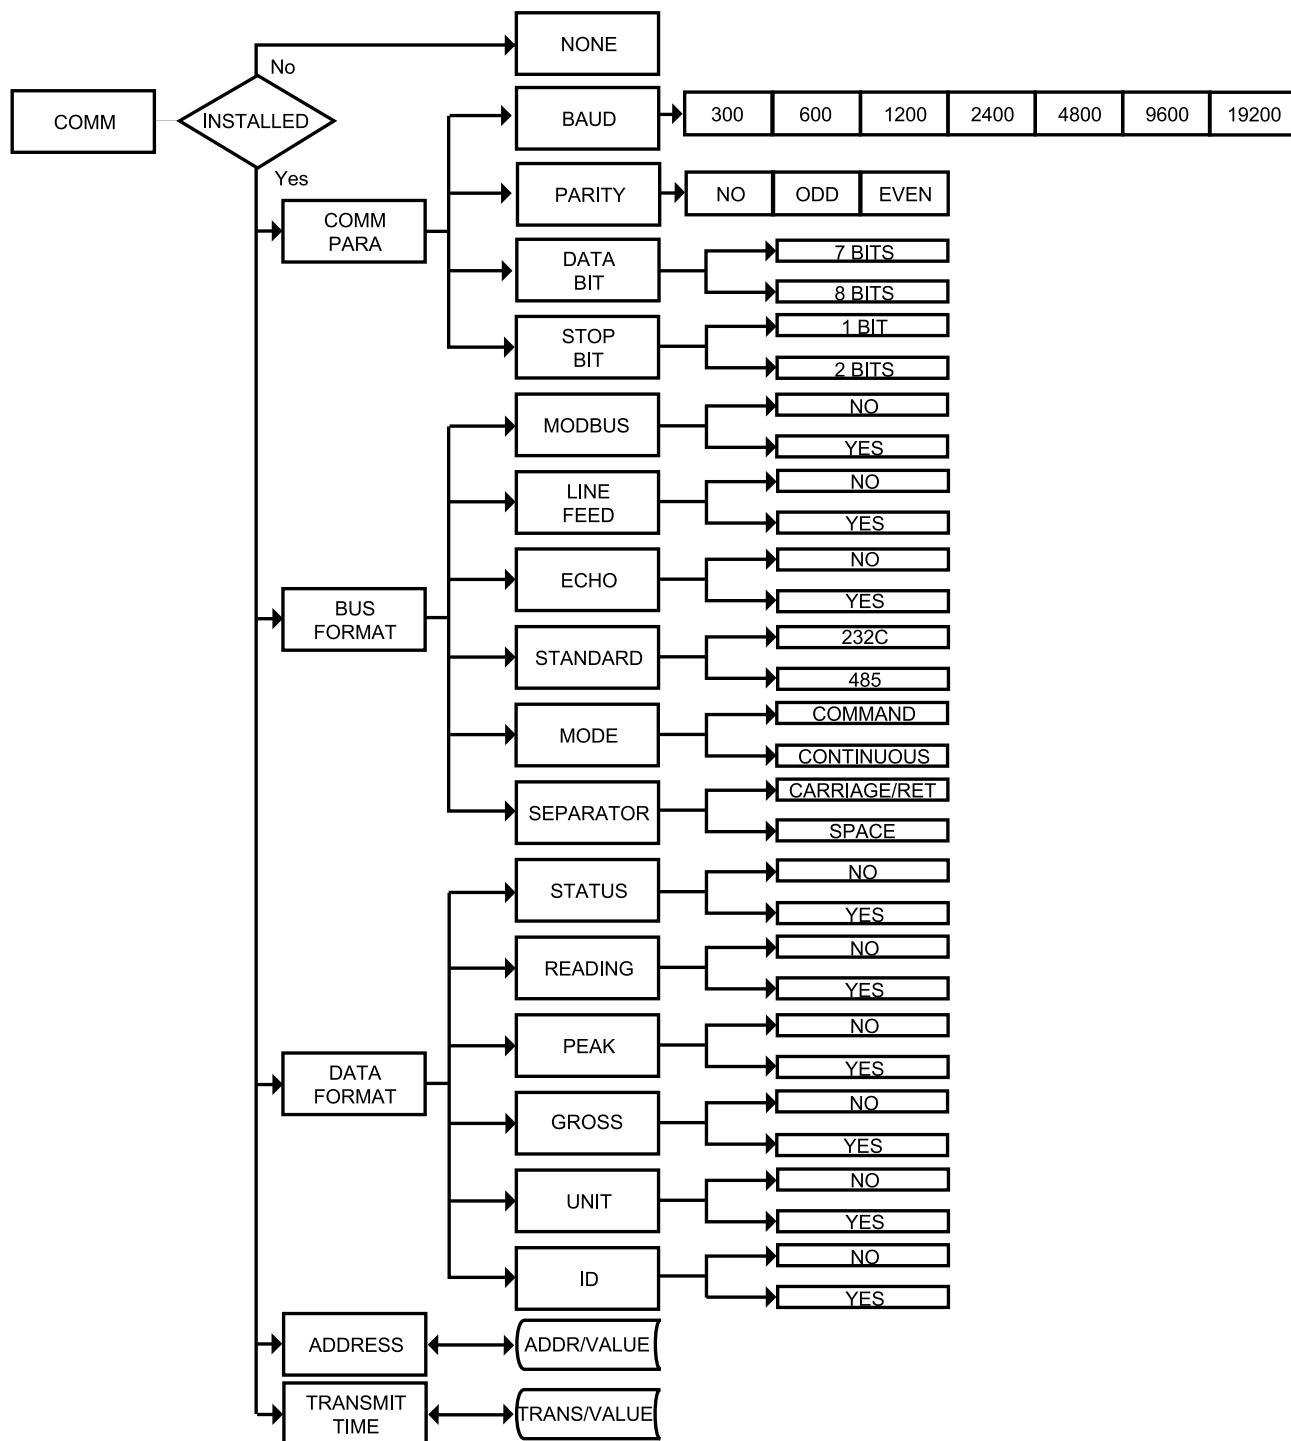 NONE
No
COMM
INSTALLED
BAUD
300
600
1200
2400
4800
9600
19200
Yes
COMM
PARA
PARITY
NO
ODD
EVEN
DATA
BIT
7 BITS
8 BITS
STOP
BIT
1 BIT
2 BITS
MODBUS
NO
YES
LINE
FEED
NO
YES
BUS
FORMAT
ECHO
NO
YES
STANDARD
232C
485
MODE
COMMAND
CONTINUOUS
SEPARATOR
CARRIAGE/RET
SPACE
STATUS
NO
YES
READING
NO
YES
DATA
FORMAT
PEAK
NO
YES
GROSS
NO
YES
UNIT
NO
YES
ID
NO
YES
ADDRESS
ADDR/VALUE
TRANSMIT
TIME
TRANS/VALUE